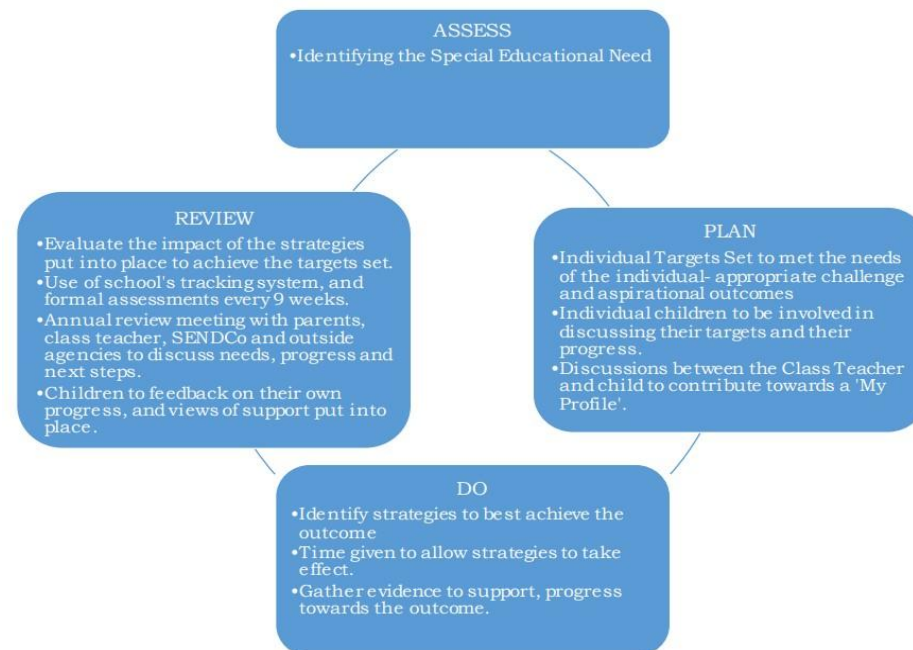 ASSESS
•Identifying the Special Educational Need
REVIEW
•Evaluate the impact of the strategies
put into place to achieve the targets set.
•Use of school's tracking system, and
formal assessments every 9 weeks.
•Annual review meeting with parents,
class teacher, SENDCo and outside
agencies to discuss needs, progress and
next steps.
•Children to feedback on their own
progress, and views of support put into
place.
PLAN
•Individual Targets Set to met the needs
of the individual- appropriate challenge
and aspirational outcomes
•Individual children to be involved in
discussing their targets and their
progress.
•Discussions between the Class Teacher
and child to contribute towards a 'My
Profile'.
DO
•Identify strategies to best achieve the
outcome
•Time given to allow strategies to take
effect.
•Gather evidence to support, progress
towards the outcome.